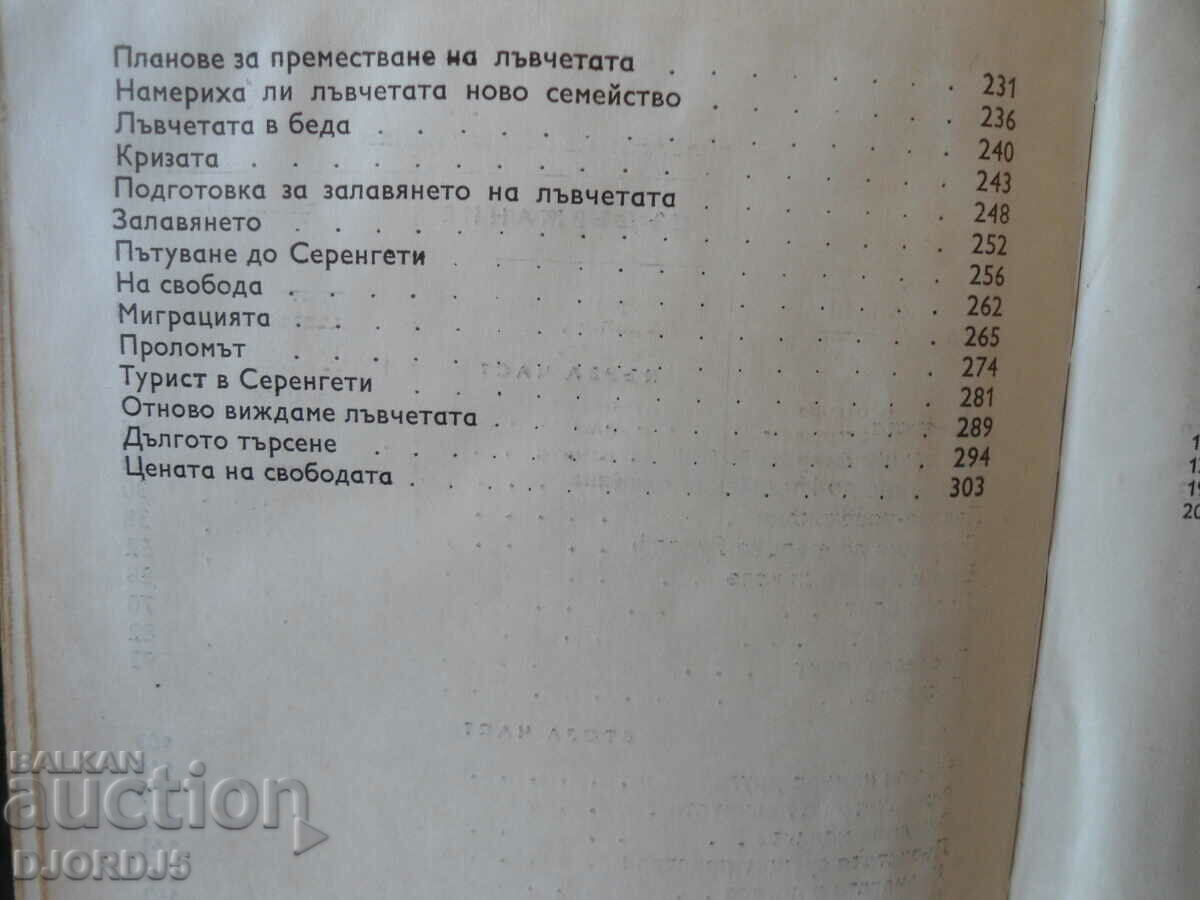 Планове за преместване на лъвчетата . . . . . . . . . 231
Намериха ли лъвчетата ново семейство . . . . . . . . 236
Лъвчетата в беда . . . . . . . . . . . . . . . . . 240
Кризата . . . . . . . . . . . . . . . . . . . . 243
Подготовка за залавянето на лъвчетата . . . . . . . . 248
Залавянето . . . . . . . . . . . . . . . . . . . 252
Пътуване до Серенгети . . . . . . . . . . . . . . 256
На свобода . . . . . . . . . . . . . . . . . . . 262
Миграцията . . . . . . . . . . . . . . . . . . . 265
Проломът . . . . . . . . . . . . . . . . . . . . 274
Турист в Серенгети . . . . . . . . . . . . . . . . 281
Отново виждаме лъвчетата . . . . . . . . . . . . . 289
Дългото търсене . . . . . . . . . . . . . . . . . 294
Цената на свободата . . . . . . . . . . . . . . . 303
BALKAN
auction
DJORDJ5